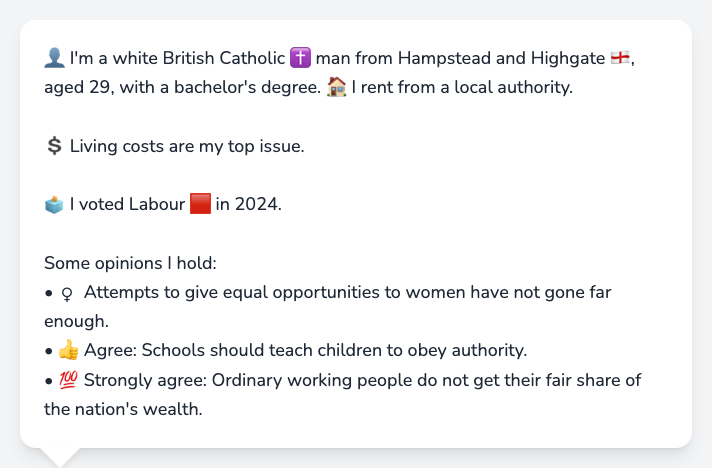 👤 I'm a white British Catholic ✝️ man from Hampstead and Highgate 🏴󠁧󠁢󠁥󠁮󠁧󠁿,
aged 29, with a bachelor's degree. 🏠 I rent from a local authority.
💲 Living costs are my top issue.
🗳️ I voted Labour 🟥 in 2024.
Some opinions I hold:
• ♀ Attempts to give equal opportunities to women have not gone far
enough.
• 👍 Agree: Schools should teach children to obey authority.
• 💯 Strongly agree: Ordinary working people do not get their fair share of
the nation's wealth.